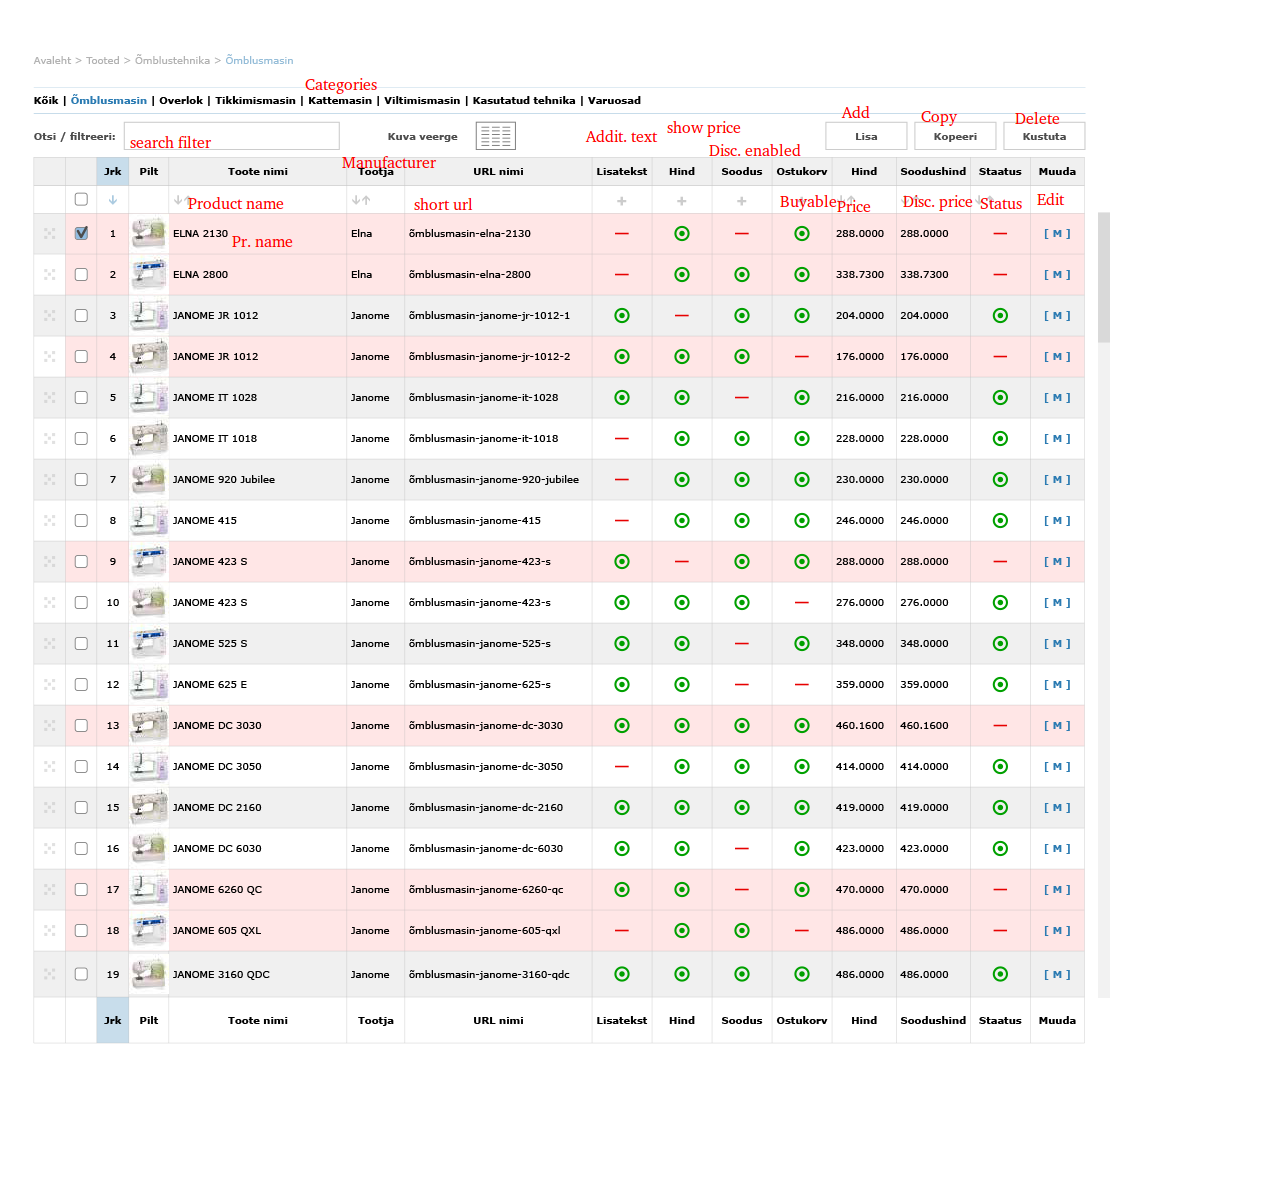 Avaleht > Tooted > Õmblustehnika > Õmblusmasin
Categories
Kõik | Õmblusmasin | Overlok | Tikkimismasin | Kattemasin | Viltimismasin | Kasutatud tehnika | Varuosad
Add Copy Delete
Otsi / filtreeri: search filter Kuva veerge Addit. text show price Lisa Kopeeri Kustuta
Disc. enabled
Manufacturer
Jrk Pilt Toote nimi Tootja URL nimi Lisatekst Hind Soodus Ostukorv Hind Soodushind Staatus Muuda
Product name short url Buyable Price Disc. price Status Edit
1 ELNA 2130 Elna õmblusmasin-elna-2130 288.0000 288.0000 [ M ]
Pr. name
2 ELNA 2800 Elna õmblusmasin-elna-2800 338.7300 338.7300 [ M ]
3 JANOME JR 1012 Janome õmblusmasin-janome-jr-1012-1 204.0000 204.0000 [ M ]
4 JANOME JR 1012 Janome õmblusmasin-janome-jr-1012-2 176.0000 176.0000 [ M ]
5 JANOME IT 1028 Janome õmblusmasin-janome-it-1028 216.0000 216.0000 [ M ]
6 JANOME IT 1018 Janome õmblusmasin-janome-it-1018 228.0000 228.0000 [ M ]
7 JANOME 920 Jubilee Janome õmblusmasin-janome-920-jubilee 230.0000 230.0000 [ M ]
8 JANOME 415 Janome õmblusmasin-janome-415 246.0000 246.0000 [ M ]
9 JANOME 423 S Janome õmblusmasin-janome-423-s 288.0000 288.0000 [ M ]
10 JANOME 423 S Janome õmblusmasin-janome-423-s 276.0000 276.0000 [ M ]
11 JANOME 525 S Janome õmblusmasin-janome-525-s 348.0000 348.0000 [ M ]
12 JANOME 625 E Janome õmblusmasin-janome-625-s 359.0000 359.0000 [ M ]
13 JANOME DC 3030 Janome õmblusmasin-janome-dc-3030 460.1600 460.1600 [ M ]
14 JANOME DC 3050 Janome õmblusmasin-janome-dc-3050 414.0000 414.0000 [ M ]
15 JANOME DC 2160 Janome õmblusmasin-janome-dc-2160 419.0000 419.0000 [ M ]
16 JANOME DC 6030 Janome õmblusmasin-janome-dc-6030 423.0000 423.0000 [ M ]
17 JANOME 6260 QC Janome õmblusmasin-janome-6260-qc 470.0000 470.0000 [ M ]
18 JANOME 605 QXL Janome õmblusmasin-janome-605-qxl 486.0000 486.0000 [ M ]
19 JANOME 3160 QDC Janome õmblusmasin-janome-3160-qdc 486.0000 486.0000 [ M ]
Jrk Pilt Toote nimi Tootja URL nimi Lisatekst Hind Soodus Ostukorv Hind Soodushind Staatus Muuda